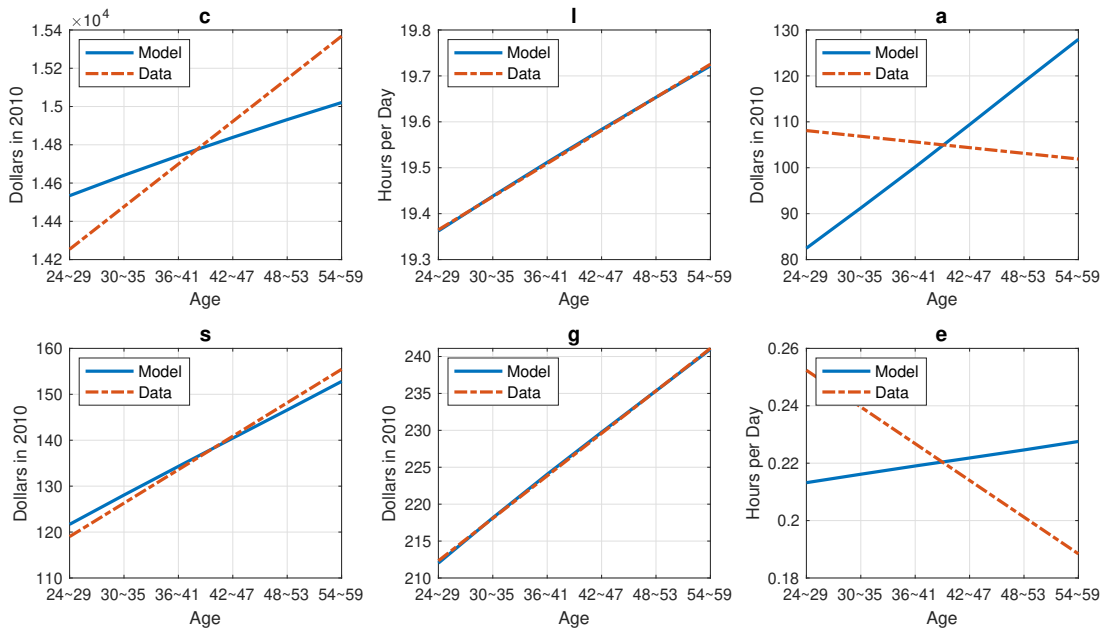 c
×10⁴
1.54
1.52
1.5
1.48
1.46
1.44
1.42
Dollars in 2010
Model
Data
24~29 30~35 36~41 42~47 48~53 54~59
Age
l
19.8
19.7
19.6
19.5
19.4
19.3
Hours per Day
Model
Data
24~29 30~35 36~41 42~47 48~53 54~59
Age
a
130
120
110
100
90
80
Dollars in 2010
Model
Data
24~29 30~35 36~41 42~47 48~53 54~59
Age
s
160
150
140
130
120
110
Dollars in 2010
Model
Data
24~29 30~35 36~41 42~47 48~53 54~59
Age
g
240
235
230
225
220
215
210
Dollars in 2010
Model
Data
24~29 30~35 36~41 42~47 48~53 54~59
Age
e
0.26
0.24
0.22
0.2
0.18
Hours per Day
Model
Data
24~29 30~35 36~41 42~47 48~53 54~59
Age